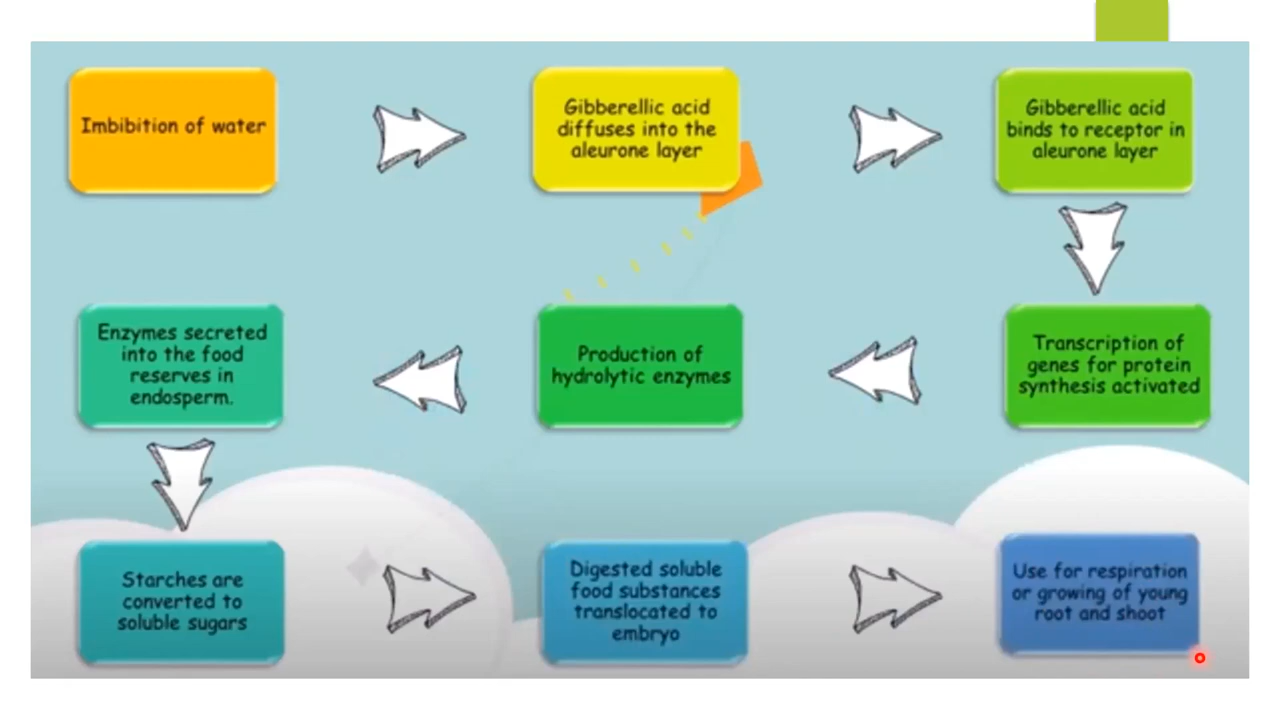 Imbibition of water
Gibberellic acid
diffuses into the
aleurone layer
Gibberellic acid
binds to receptor in
aleurone layer
Transcription of
genes for protein
synthesis activated
Production of
hydrolytic enzymes
Enzymes secreted
into the food
reserves in
endosperm.
Starches are
converted to
soluble sugars
Digested soluble
food substances
translocated to
embryo
Use for respiration
or growing of young
root and shoot